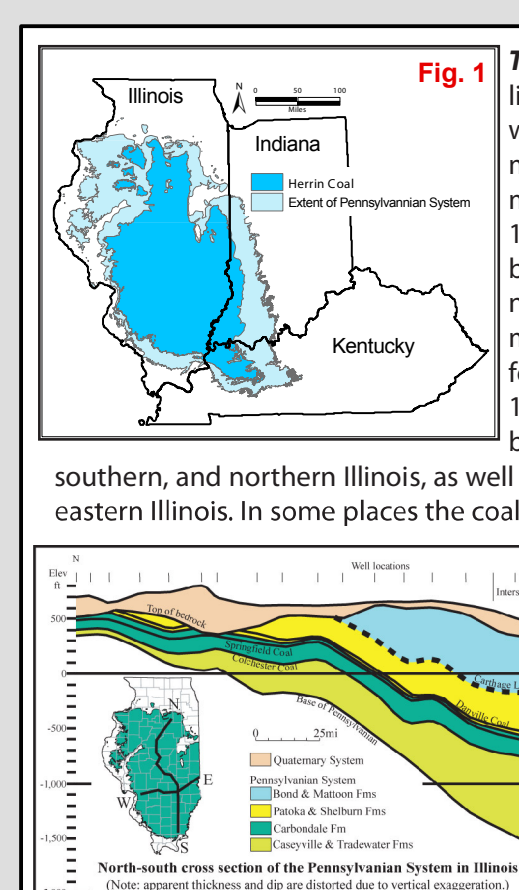 Fig. 1
Illinois
N
0 50 100
Miles
Indiana
Herrin Coal
Extent of Pennsylvannian System
Kentucky
southern, and northern Illinois, as well
eastern Illinois. In some places the coal
N
Elev
ft
Well locations
Inters
Top of bedrock
500
Springfield Coal
Colchester Coal
Carthage L
0
Danville Coal
Base of Pennsylvanian
N
0 25mi
-500
Quaternary System
Pennsylvanian System
Bond & Mattoon Fms
E
-1,000
W
Patoka & Shelburn Fms
Carbondale Fm
-1,500
S
Caseyville & Tradewater Fms
North-south cross section of the Pennsylvanian System in Illinois
(Note: apparent thickness and dip are distorted due to vertical exaggeration.)